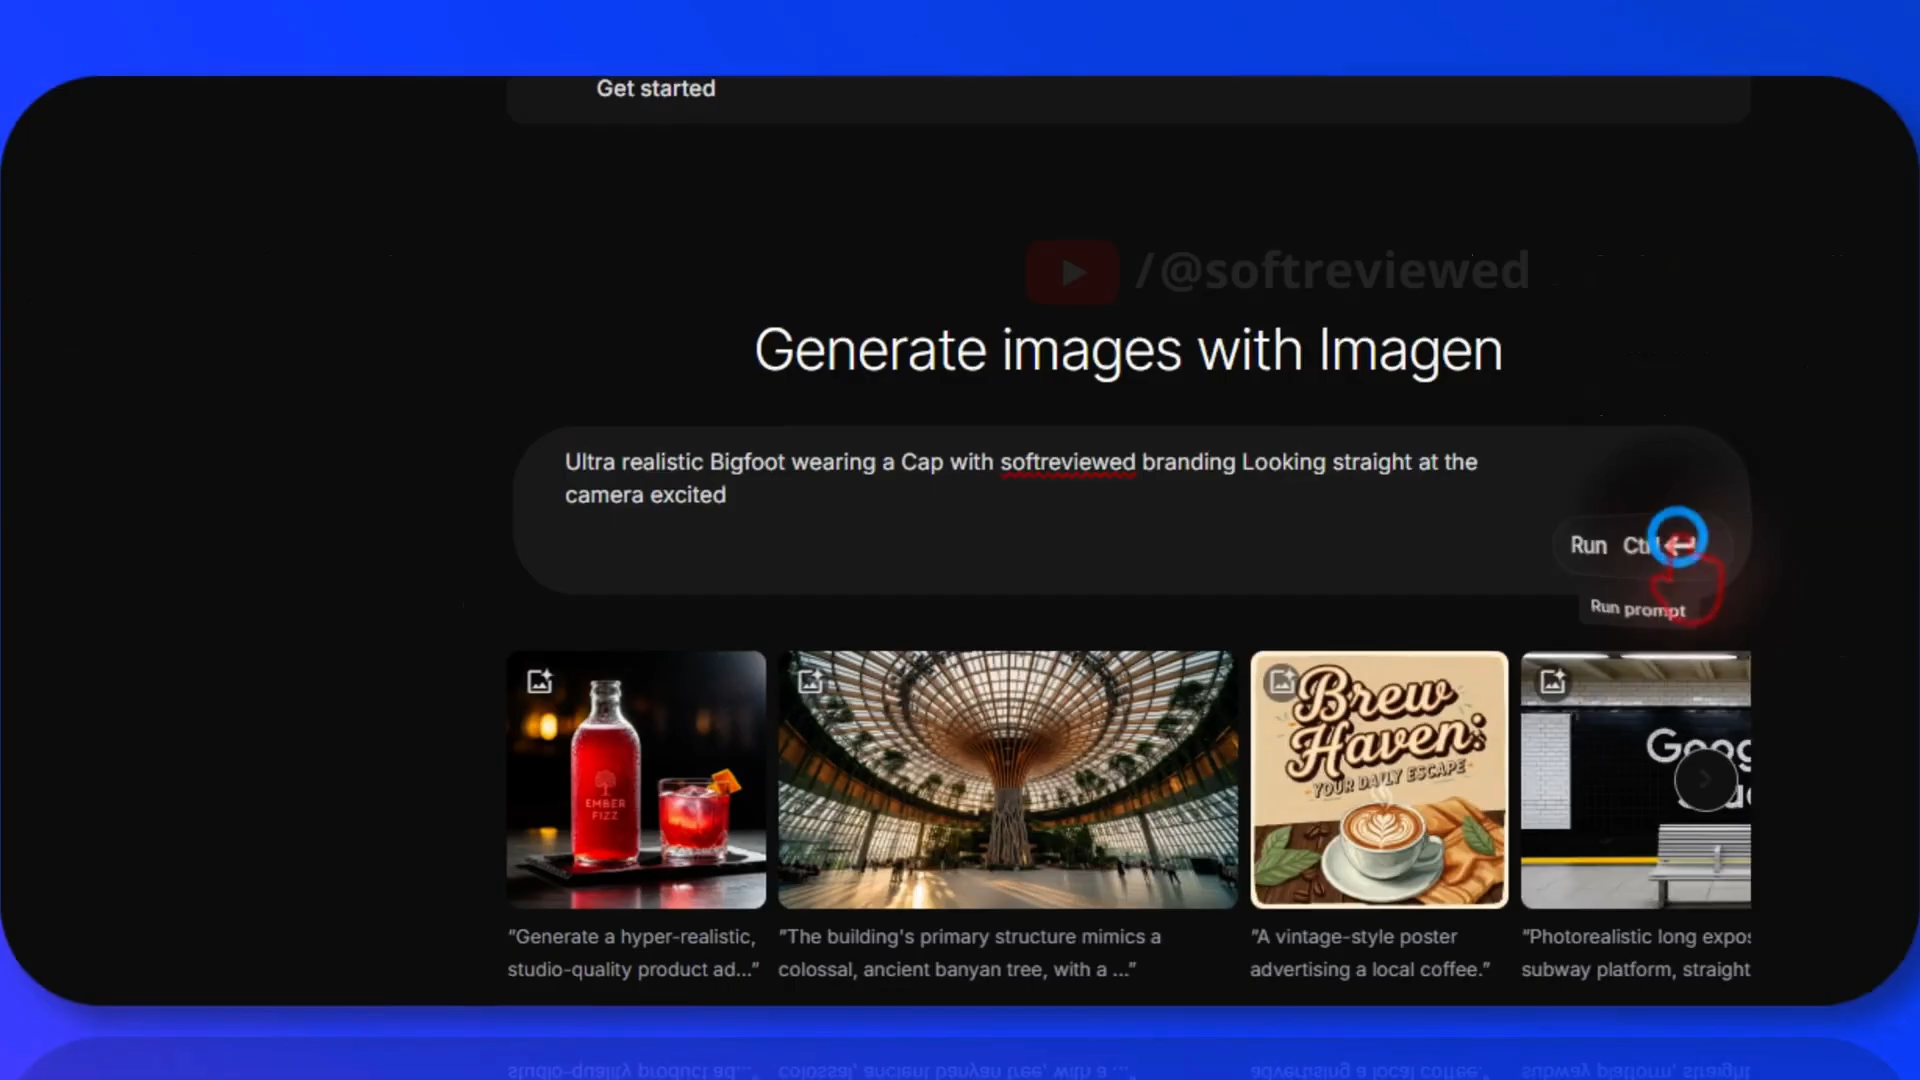 Get started
/@softreviewed
Generate images with Imagen
Ultra realistic Bigfoot wearing a Cap with softreviewed branding Looking straight at the
camera excited
Run Ctrl
Run prompt
EMBER
FIZZ
Brew
Haven:
YOUR DAILY ESCAPE
"Generate a hyper-realistic,
studio-quality product ad..."
"The building's primary structure mimics a
colossal, ancient banyan tree, with a ..."
"A vintage-style poster
advertising a local coffee."
"Photorealistic long expos
subway platform, straight